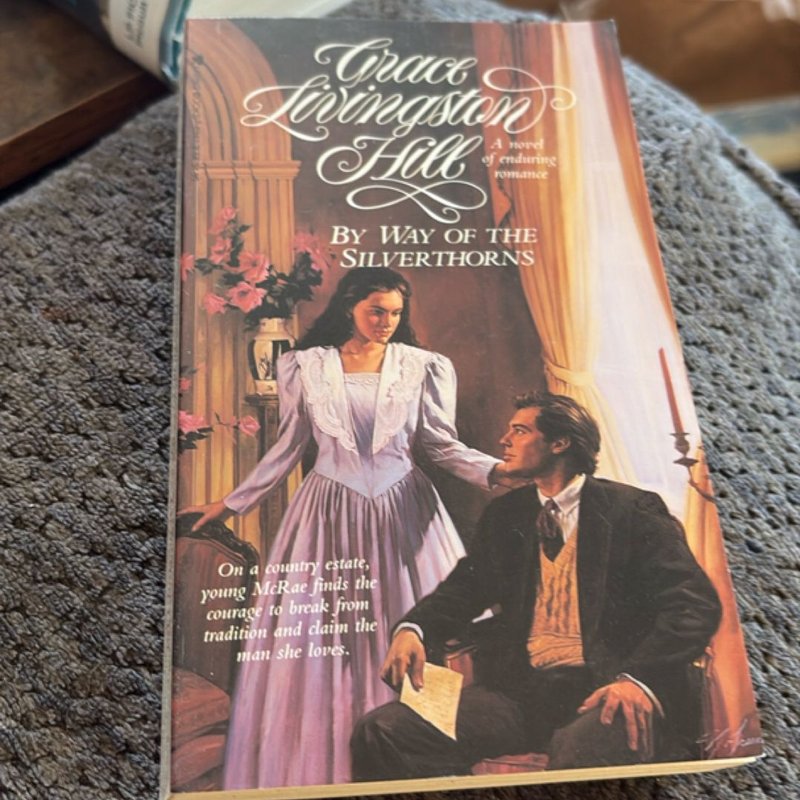 Grace
Livingston
Hill
A novel
of enduring
romance
BY WAY OF THE
SILVERTHORNS
On a country estate,
young McRae finds the
courage to break from
tradition and claim the
man she loves.